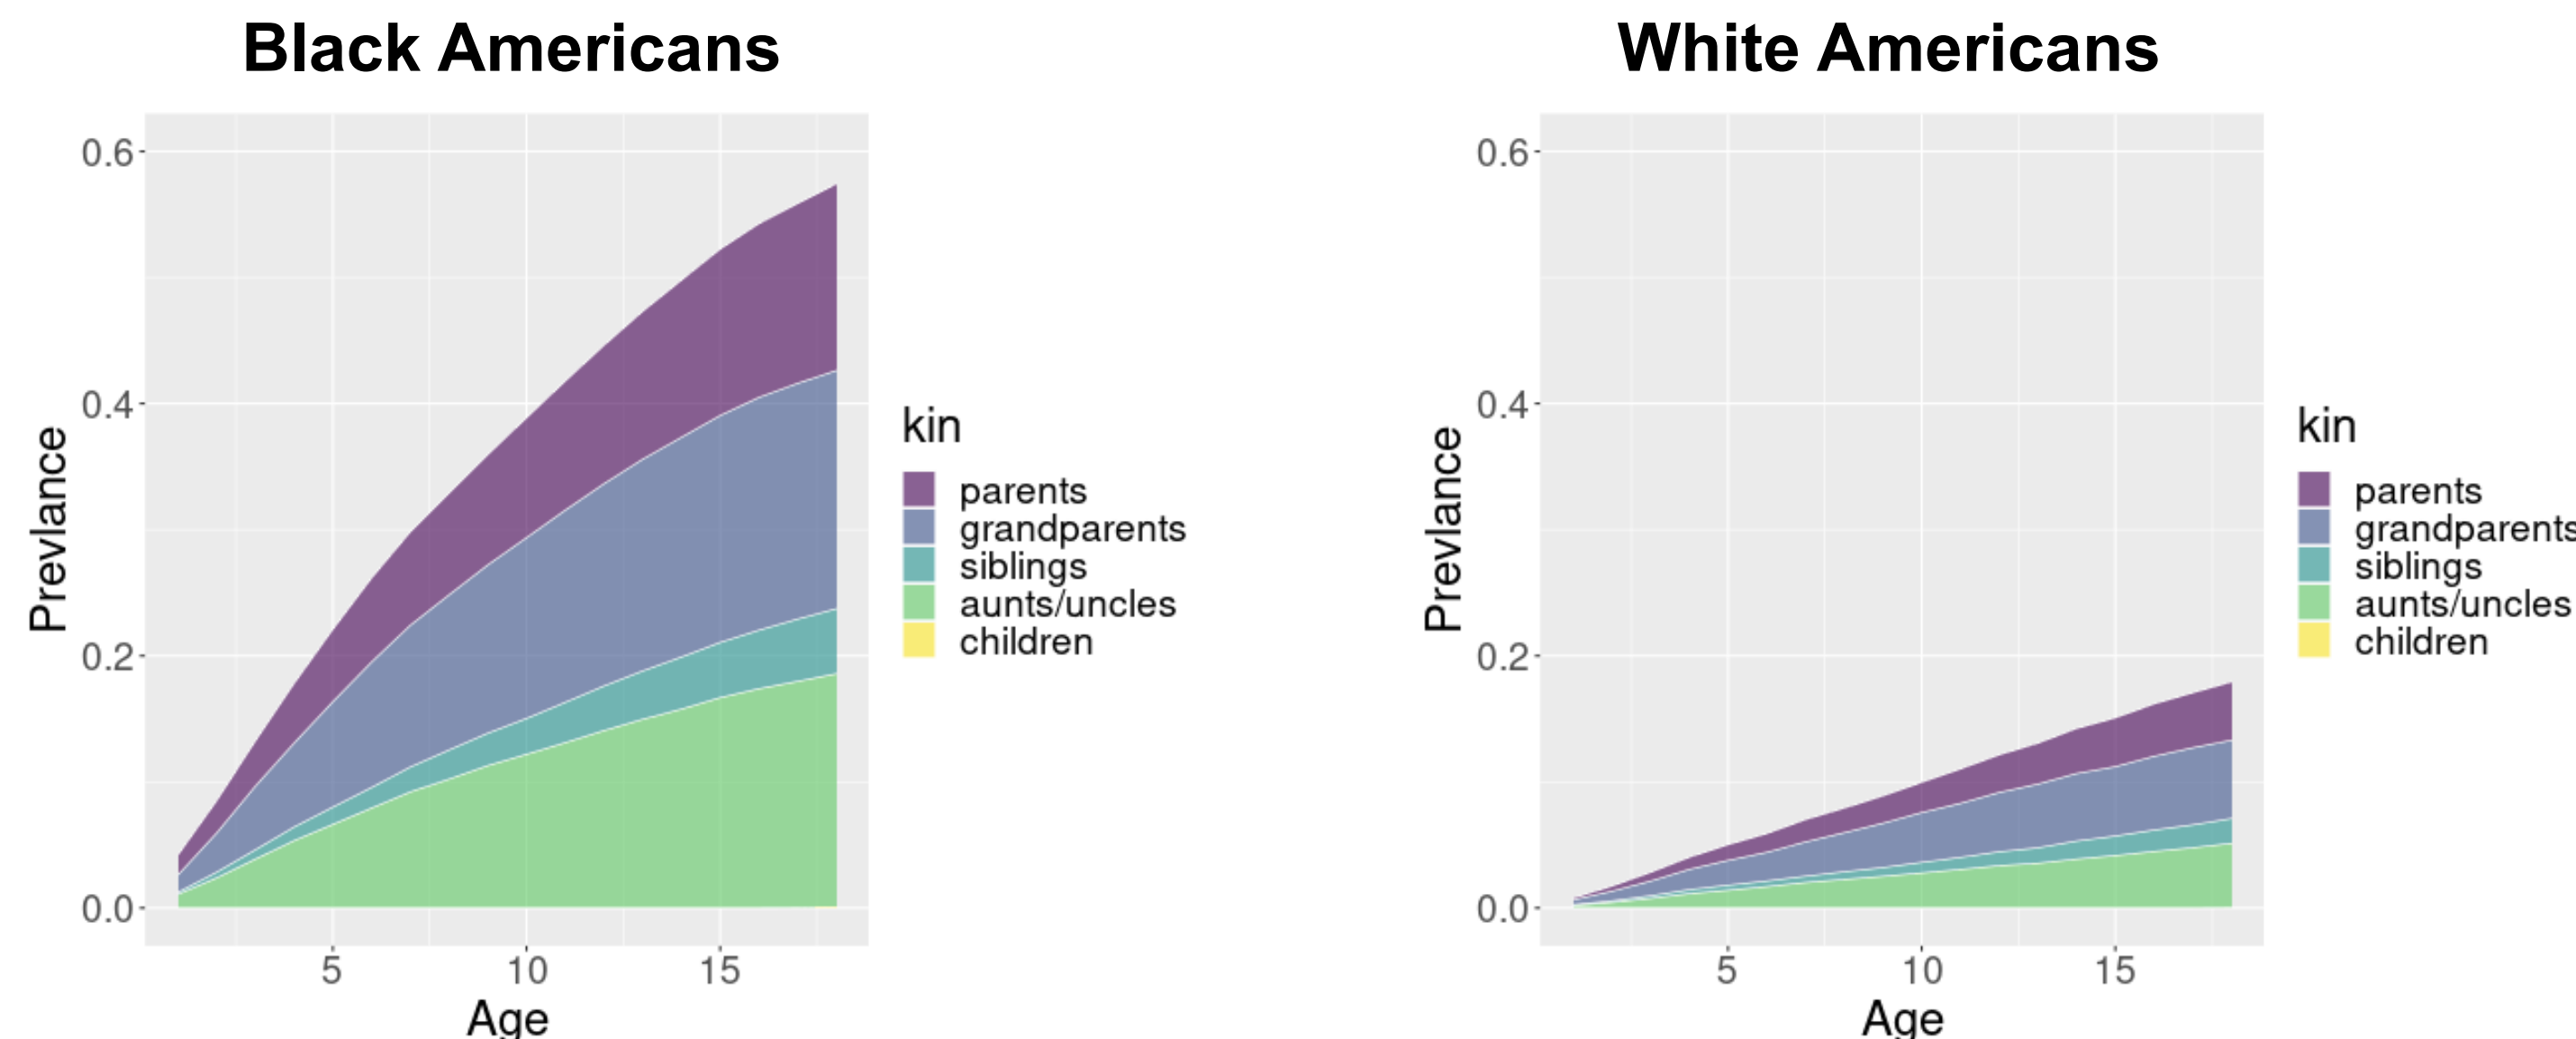 Black Americans
0.6
0.4
0.2
0.0
Prevlance
5 10 15
Age
kin
parents
grandparents
siblings
aunts/uncles
children
White Americans
0.6
0.4
0.2
0.0
Prevlance
5 10 15
Age
kin
parents
grandparents
siblings
aunts/uncles
children